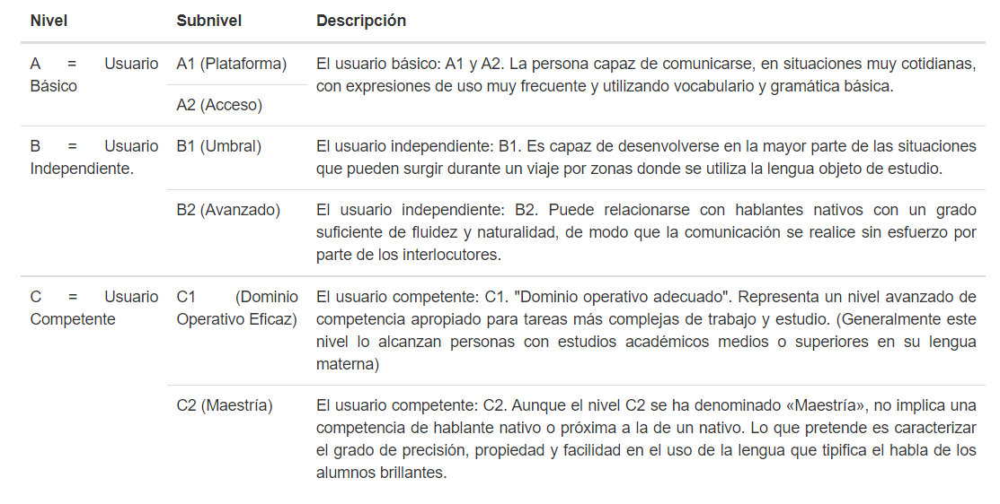 Nivel Subnivel Descripción
A = Usuario Básico
A1 (Plataforma)
A2 (Acceso)
El usuario básico: A1 y A2. La persona capaz de comunicarse, en situaciones muy cotidianas,
con expresiones de uso muy frecuente y utilizando vocabulario y gramática básica.
B = Usuario
Independiente.
B1 (Umbral)
El usuario independiente: B1. Es capaz de desenvolverse en la mayor parte de las situaciones
que pueden surgir durante un viaje por zonas donde se utiliza la lengua objeto de estudio.
B2 (Avanzado)
El usuario independiente: B2. Puede relacionarse con hablantes nativos con un grado
suficiente de fluidez y naturalidad, de modo que la comunicación se realice sin esfuerzo por
parte de los interlocutores.
C = Usuario
Competente
C1 (Dominio
Operativo Eficaz)
El usuario competente: C1. "Dominio operativo adecuado". Representa un nivel avanzado de
competencia apropiado para tareas más complejas de trabajo y estudio. (Generalmente este
nivel lo alcanzan personas con estudios académicos medios o superiores en su lengua
materna)
C2 (Maestría)
El usuario competente: C2. Aunque el nivel C2 se ha denominado «Maestría», no implica una
competencia de hablante nativo o próxima a la de un nativo. Lo que pretende es caracterizar
el grado de precisión, propiedad y facilidad en el uso de la lengua que tipifica el habla de los
alumnos brillantes.